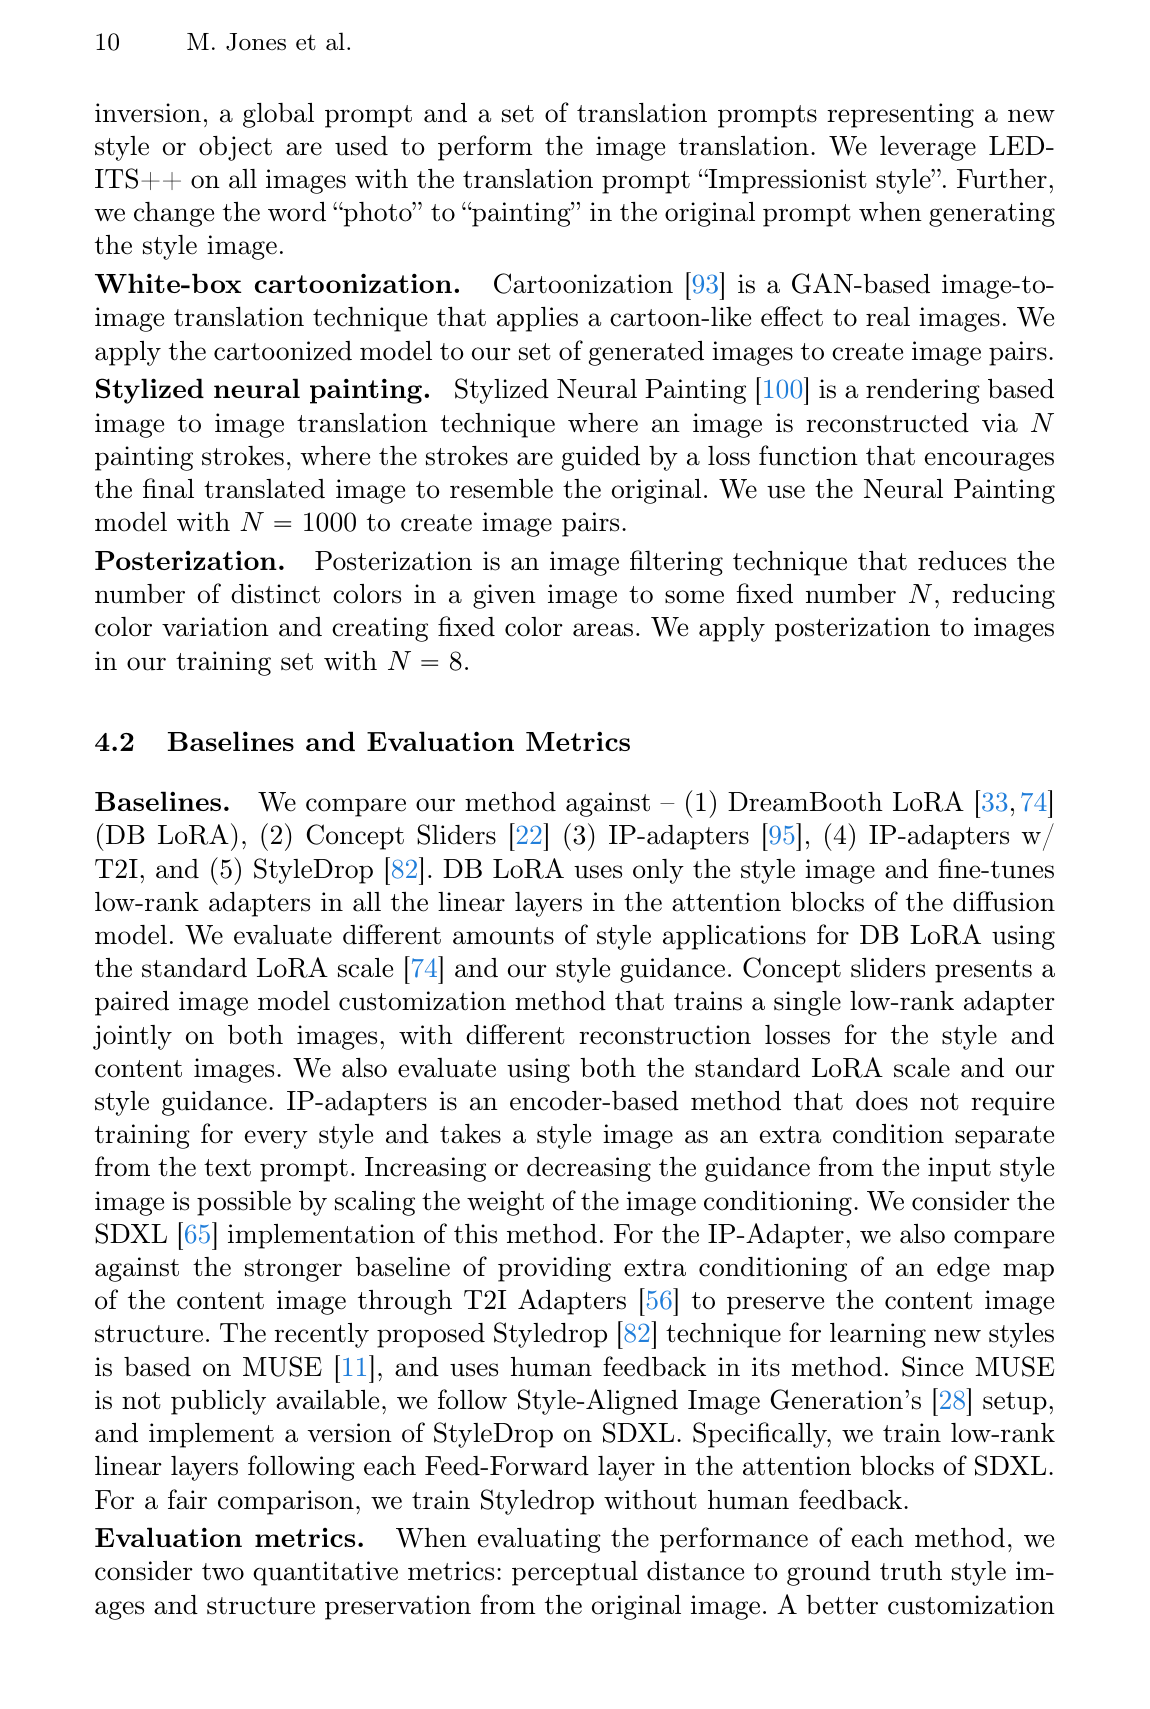 10 M. Jones et al.
inversion, a global prompt and a set of translation prompts representing a new
style or object are used to perform the image translation. We leverage LED-
ITS++ on all images with the translation prompt “Impressionist style”. Further,
we change the word “photo” to “painting” in the original prompt when generating
the style image.
White-box cartoonization. Cartoonization [93] is a GAN-based image-to-
image translation technique that applies a cartoon-like effect to real images. We
apply the cartoonized model to our set of generated images to create image pairs.
Stylized neural painting. Stylized Neural Painting [100] is a rendering based
image to image translation technique where an image is reconstructed via N
painting strokes, where the strokes are guided by a loss function that encourages
the final translated image to resemble the original. We use the Neural Painting
model with N = 1000 to create image pairs.
Posterization. Posterization is an image filtering technique that reduces the
number of distinct colors in a given image to some fixed number N, reducing
color variation and creating fixed color areas. We apply posterization to images
in our training set with N = 8.
4.2 Baselines and Evaluation Metrics
Baselines. We compare our method against – (1) DreamBooth LoRA [33,74]
(DB LoRA), (2) Concept Sliders [22] (3) IP-adapters [95], (4) IP-adapters w/
T2I, and (5) StyleDrop [82]. DB LoRA uses only the style image and fine-tunes
low-rank adapters in all the linear layers in the attention blocks of the diffusion
model. We evaluate different amounts of style applications for DB LoRA using
the standard LoRA scale [74] and our style guidance. Concept sliders presents a
paired image model customization method that trains a single low-rank adapter
jointly on both images, with different reconstruction losses for the style and
content images. We also evaluate using both the standard LoRA scale and our
style guidance. IP-adapters is an encoder-based method that does not require
training for every style and takes a style image as an extra condition separate
from the text prompt. Increasing or decreasing the guidance from the input style
image is possible by scaling the weight of the image conditioning. We consider the
SDXL [65] implementation of this method. For the IP-Adapter, we also compare
against the stronger baseline of providing extra conditioning of an edge map
of the content image through T2I Adapters [56] to preserve the content image
structure. The recently proposed Styledrop [82] technique for learning new styles
is based on MUSE [11], and uses human feedback in its method. Since MUSE
is not publicly available, we follow Style-Aligned Image Generation’s [28] setup,
and implement a version of StyleDrop on SDXL. Specifically, we train low-rank
linear layers following each Feed-Forward layer in the attention blocks of SDXL.
For a fair comparison, we train Styledrop without human feedback.
Evaluation metrics. When evaluating the performance of each method, we
consider two quantitative metrics: perceptual distance to ground truth style im-
ages and structure preservation from the original image. A better customization